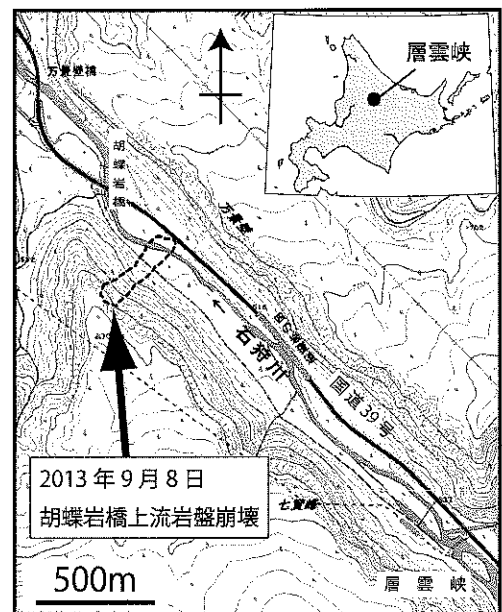 層雲峡
万景壁橋
胡蝶岩橋
万景壁
石狩川
国道39号
2013年9月8日
胡蝶岩橋上流岩盤崩壊
七賢峰
500m
層雲峡